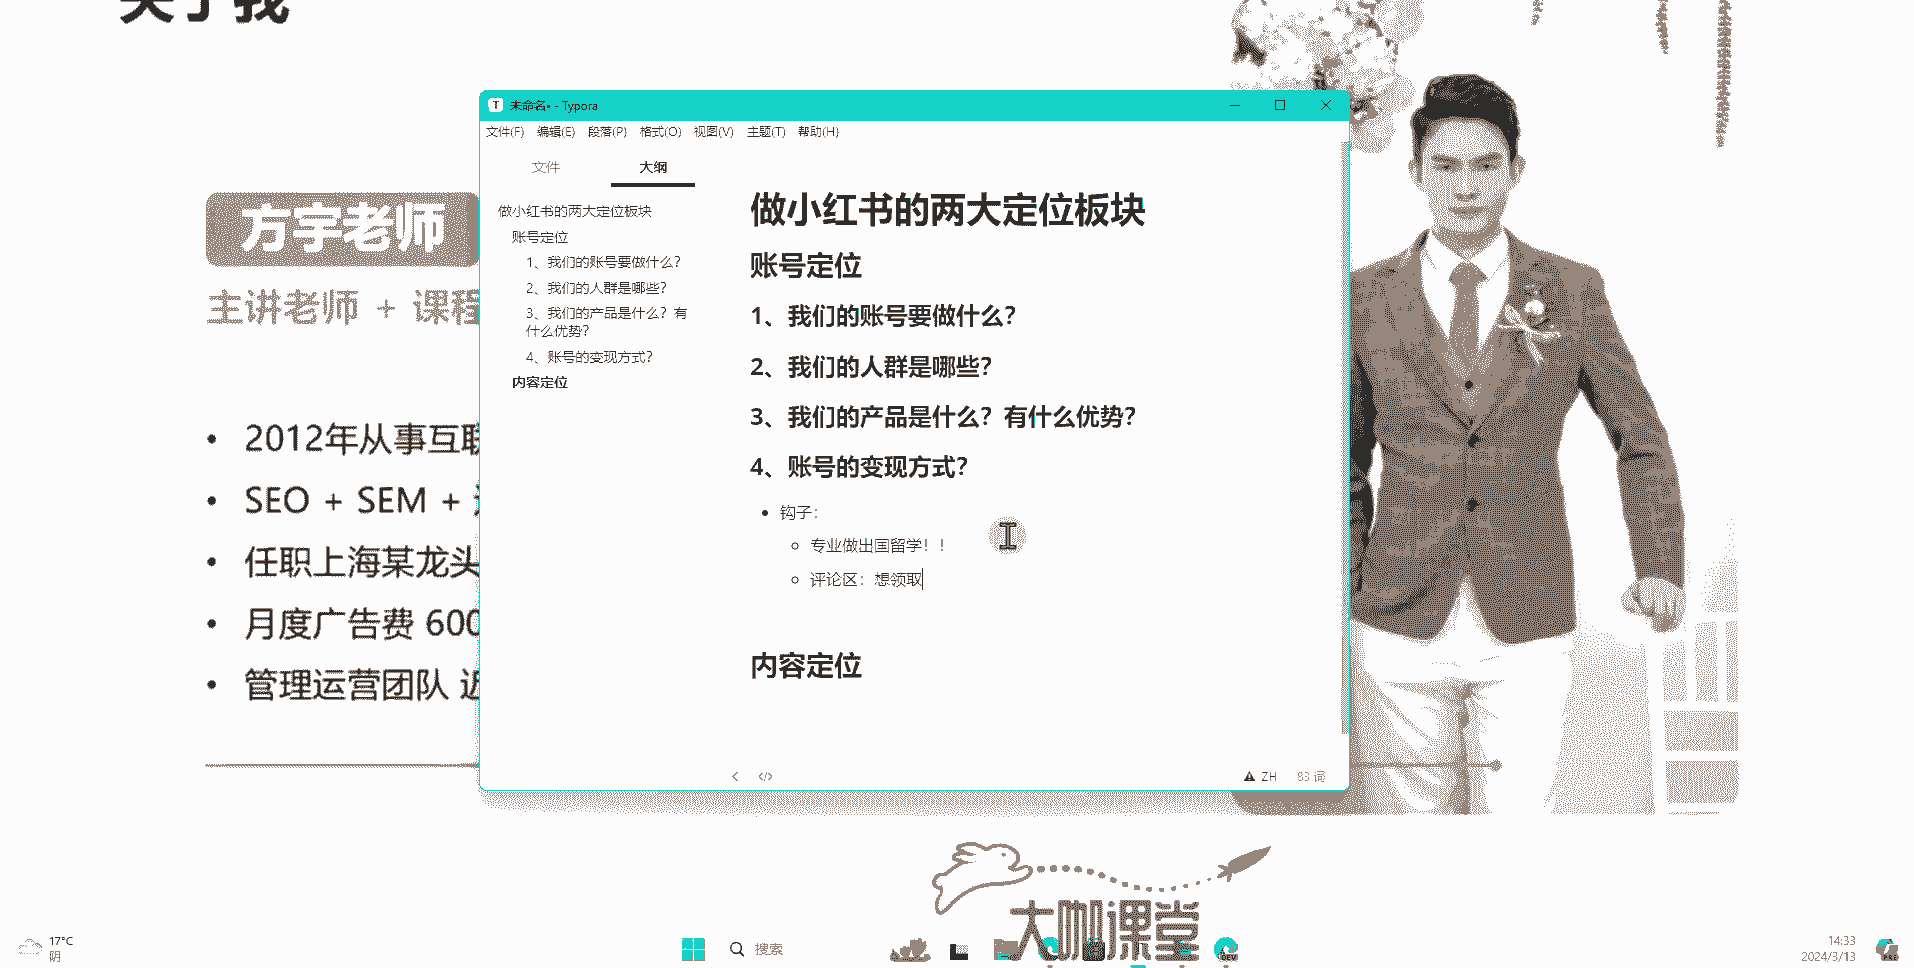 关于我
方宇老师
主讲老师 + 课程
2012年从事互联
SEO + SEM +
任职上海某龙头
月度广告费 600
管理运营团队 近
未命名• - Typora
文件(F) 编辑(E) 段落(P) 格式(O) 视图(V) 主题(T) 帮助(H)
文件 大纲
做小红书的两大定位板块
账号定位
1、我们的账号要做什么?
2、我们的人群是哪些?
3、我们的产品是什么? 有
什么优势?
4、账号的变现方式?
内容定位
做小红书的两大定位板块
账号定位
1、我们的账号要做什么?
2、我们的人群是哪些?
3、我们的产品是什么? 有什么优势?
4、账号的变现方式?
钩子:
专业做出国留学! !
评论区: 想领取
内容定位
ZH 83 词
大咖课堂
17°C
阴
搜索
DEV
14:33
2024/3/13
PRE